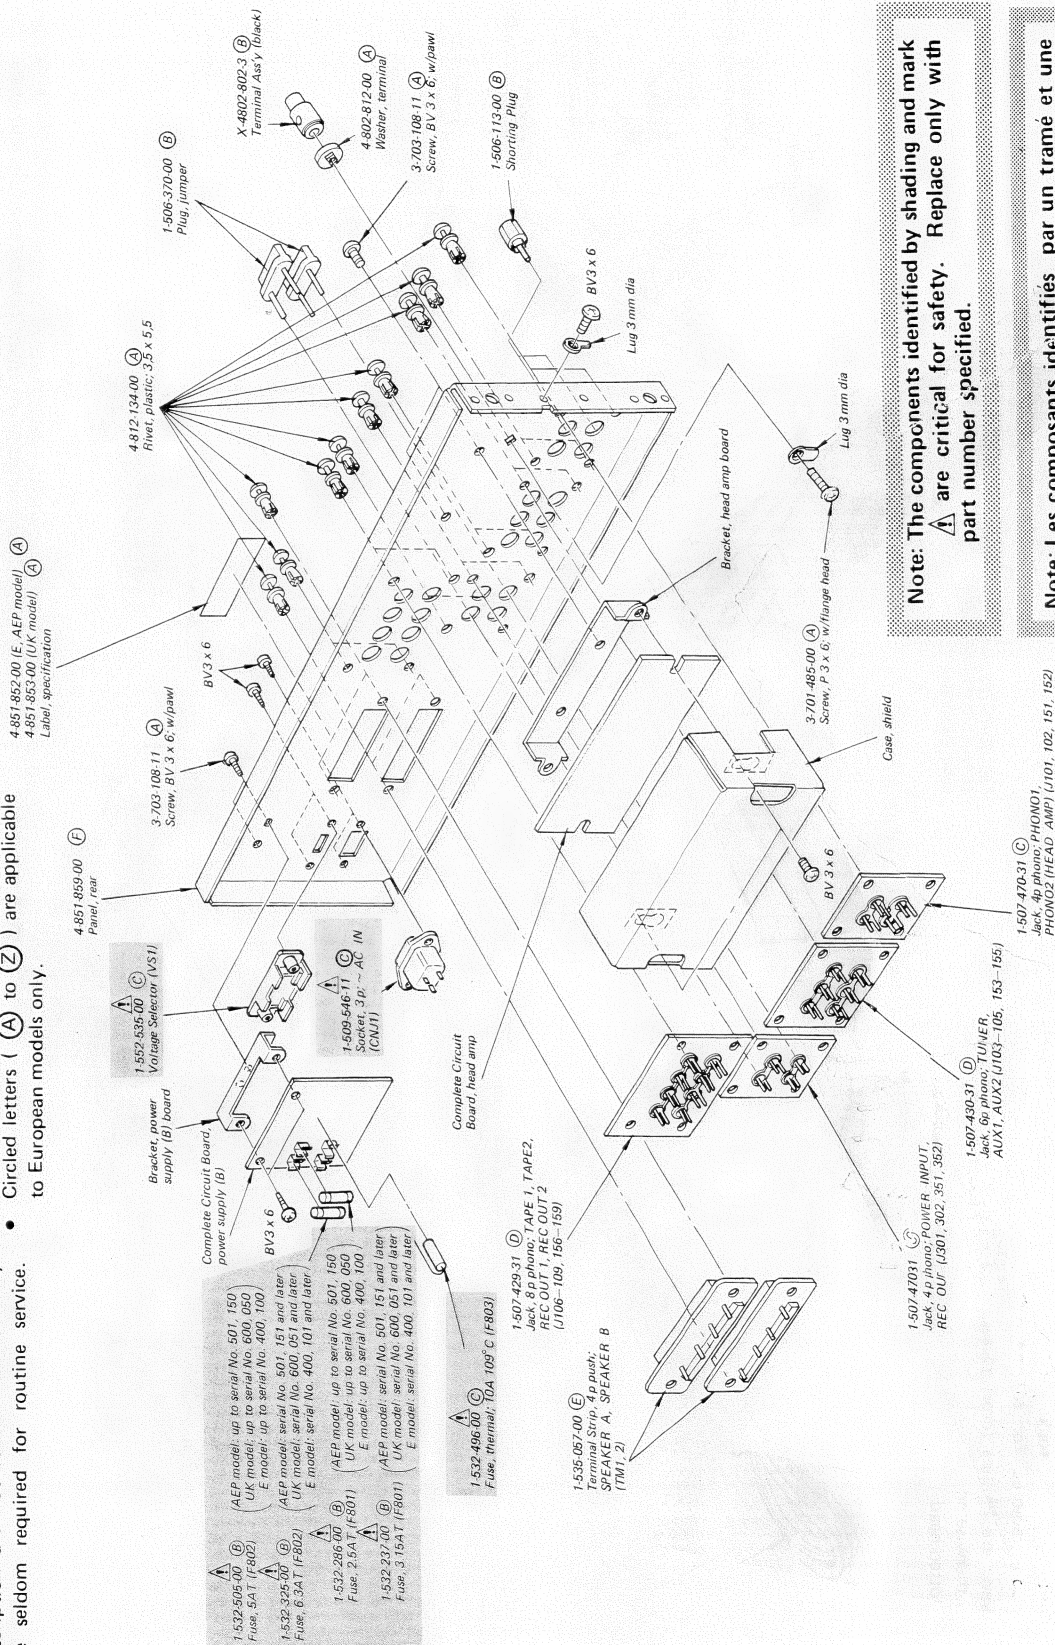 seldom required for routine service.
• Circled letters ( Ⓐ to Ⓩ ) are applicable
to European models only.
4-851-852-00 (E, AEP model) Ⓐ
4-851-853-00 (UK model) Ⓐ
Label, specification
4-851-859-00 Ⓕ
Panel, rear
3-703-108-11 Ⓐ
Screw, BV 3 x 6; w/pawl
BV3 x 6
4-812-134-00 Ⓐ
Rivet, plastic; 3,5 x 5,5
1-506-370-00 Ⓑ
Plug, jumper
X-4802-802-3 Ⓑ
Terminal Ass'y (black)
4-802-812-00 Ⓐ
Washer, terminal
3-703-108-11 Ⓐ
Screw, BV 3 x 6; w/pawl
1-506-113-00 Ⓑ
Shorting Plug
BV3 x 6
Lug 3 mm dia
1-552-535-00 Ⓒ
Voltage Selector (VS1)
1-509-546-11 Ⓒ
Socket, 3 p; ~ AC IN
(CNJ1)
Bracket, power
supply (B) board
Complete Circuit Board,
power supply (B)
BV3 x 6
1-532-505-00 Ⓑ
Fuse, 5AT (F802)
(AEP model: up to serial No. 501, 150
UK model: up to serial No. 600, 050
E model: up to serial No. 400, 100)
1-532-325-00 Ⓑ
Fuse, 6.3AT (F802)
(AEP model: serial No. 501, 151 and later
UK model: serial No. 600, 051 and later
E model: serial No. 400, 101 and later)
1-532-286-00 Ⓑ
Fuse, 2.5AT (F801)
(AEP model: up to serial No. 501, 150
UK model: up to serial No. 600, 050
E model: up to serial No. 400, 100)
1-532-237-00 Ⓑ
Fuse, 3.15AT (F801)
(AEP model: serial No. 501, 151 and later
UK model: serial No. 600, 051 and later
E model: serial No. 400, 101 and later)
1-532-496-00 Ⓒ
Fuse, thermal; 10A 109°C (F803)
Complete Circuit
Board, head amp
1-507-429-31 Ⓓ
Jack, 8 p phono; TAPE 1, TAPE2,
REC OUT 1, REC OUT 2
(J106–109, 156–159)
1-535-057-00 Ⓔ
Terminal Strip, 4 p push;
SPEAKER A, SPEAKER B
(TM1, 2)
Bracket, head amp board
Lug 3 mm dia
3-701-485-00 Ⓐ
Screw, P 3 x 6; w/flange head
Case, shield
BV 3 x 6
1-507-470-31 Ⓒ
Jack, 4p phono; PHONO1,
PHONO2 (HEAD AMP) (J101, 102, 151, 152)
1-507-430-31 Ⓓ
Jack, 6p phono; TUNER,
AUX1, AUX2 (J103–105, 153–155)
1-507-47031
Jack, 4 p phono; POWER INPUT,
REC OUT (J301, 302, 351, 352)
Note: The components identified by shading and mark
⚠ are critical for safety. Replace only with
part number specified.
Note: Les composants identifiés par un tramé et une